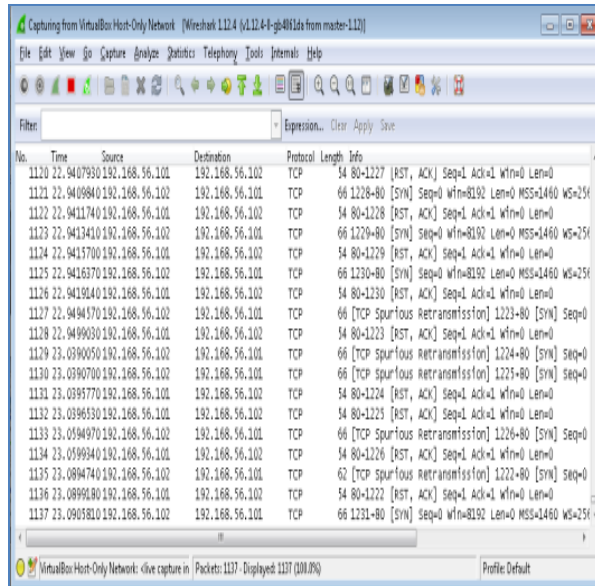 Capturing from VirtualBox Host-Only Network [Wireshark 1.12.4 (v1.12.4-0-gb4861da from master-1.12)]
File Edit View Go Capture Analyze Statistics Telephony Tools Internals Help
Filter: Expression... Clear Apply Save
No. Time Source Destination Protocol Length Info
1120 22.9407930 192.168.56.101 192.168.56.102 TCP 54 80→1227 [RST, ACK] Seq=1 Ack=1 Win=0 Len=0
1121 22.9409840 192.168.56.102 192.168.56.101 TCP 66 1228→80 [SYN] Seq=0 Win=8192 Len=0 MSS=1460 WS=256
1122 22.9411740 192.168.56.101 192.168.56.102 TCP 54 80→1228 [RST, ACK] Seq=1 Ack=1 Win=0 Len=0
1123 22.9413410 192.168.56.102 192.168.56.101 TCP 66 1229→80 [SYN] Seq=0 Win=8192 Len=0 MSS=1460 WS=256
1124 22.9415700 192.168.56.101 192.168.56.102 TCP 54 80→1229 [RST, ACK] Seq=1 Ack=1 Win=0 Len=0
1125 22.9416370 192.168.56.102 192.168.56.101 TCP 66 1230→80 [SYN] Seq=0 Win=8192 Len=0 MSS=1460 WS=256
1126 22.9419140 192.168.56.101 192.168.56.102 TCP 54 80→1230 [RST, ACK] Seq=1 Ack=1 Win=0 Len=0
1127 22.9494570 192.168.56.102 192.168.56.101 TCP 66 [TCP Spurious Retransmission] 1223→80 [SYN] Seq=0
1128 22.9499030 192.168.56.101 192.168.56.102 TCP 54 80→1223 [RST, ACK] Seq=1 Ack=1 Win=0 Len=0
1129 23.0390050 192.168.56.102 192.168.56.101 TCP 66 [TCP Spurious Retransmission] 1224→80 [SYN] Seq=0
1130 23.0390700 192.168.56.102 192.168.56.101 TCP 66 [TCP Spurious Retransmission] 1225→80 [SYN] Seq=0
1131 23.0395770 192.168.56.101 192.168.56.102 TCP 54 80→1224 [RST, ACK] Seq=1 Ack=1 Win=0 Len=0
1132 23.0396530 192.168.56.101 192.168.56.102 TCP 54 80→1225 [RST, ACK] Seq=1 Ack=1 Win=0 Len=0
1133 23.0594970 192.168.56.102 192.168.56.101 TCP 66 [TCP Spurious Retransmission] 1226→80 [SYN] Seq=0
1134 23.0599340 192.168.56.101 192.168.56.102 TCP 54 80→1226 [RST, ACK] Seq=1 Ack=1 Win=0 Len=0
1135 23.0894740 192.168.56.102 192.168.56.101 TCP 62 [TCP Spurious Retransmission] 1222→80 [SYN] Seq=0
1136 23.0899180 192.168.56.101 192.168.56.102 TCP 54 80→1222 [RST, ACK] Seq=1 Ack=1 Win=0 Len=0
1137 23.0905810 192.168.56.102 192.168.56.101 TCP 66 1231→80 [SYN] Seq=0 Win=8192 Len=0 MSS=1460 WS=256
VirtualBox Host-Only Network: <live capture in Packets: 1137 · Displayed: 1137 (100.0%) Profile: Default